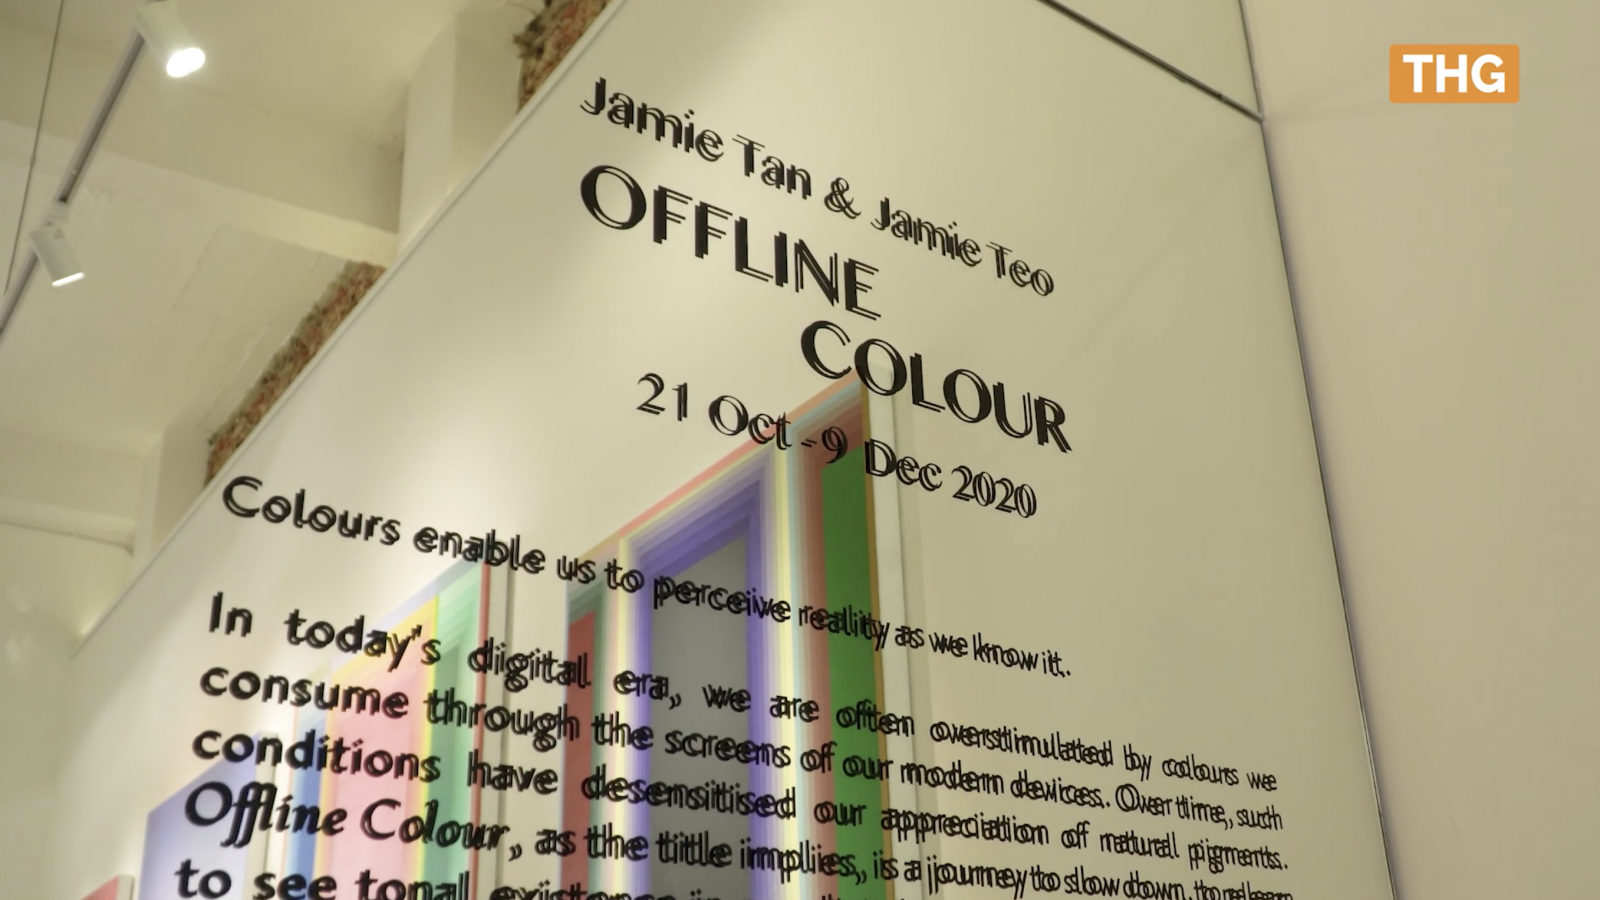 THG
Jamie Tan & Jamie Teo
OFFLINE
COLOUR
21 Oct - 9 Dec 2020
Colours enable us to perceive reality as we know it.
In today's digital era, we are often overstimulated by colours we
consume through the screens of our modern devices. Over time, such
conditions have desensitised our appreciation of natural pigments.
Offline Colour, as the title implies, is a journey to slow down, to
to see tonal